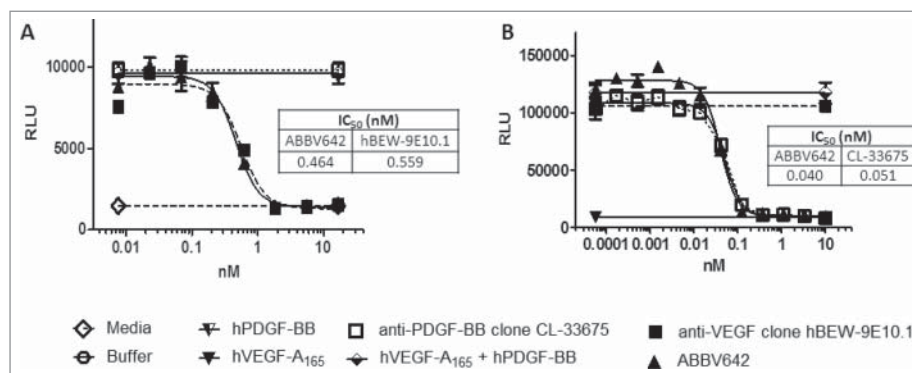 A
RLU
10000
5000
0
0.01 0.1 1 10
nM
IC50 (nM)
ABBV642 hBEW-9E10.1
0.464 0.559
B
RLU
150000
100000
50000
0
0.0001 0.001 0.01 0.1 1 10
nM
IC50 (nM)
ABBV642 CL-33675
0.040 0.051
Media hPDGF-BB anti-PDGF-BB clone CL-33675 anti-VEGF clone hBEW-9E10.1
Buffer hVEGF-A165 hVEGF-A165 + hPDGF-BB ABBV642